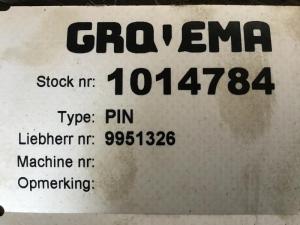 GROVEMA
Stock nr: 1014784
Type: PIN
Liebherr nr: 9951326
Machine nr:
Opmerking: